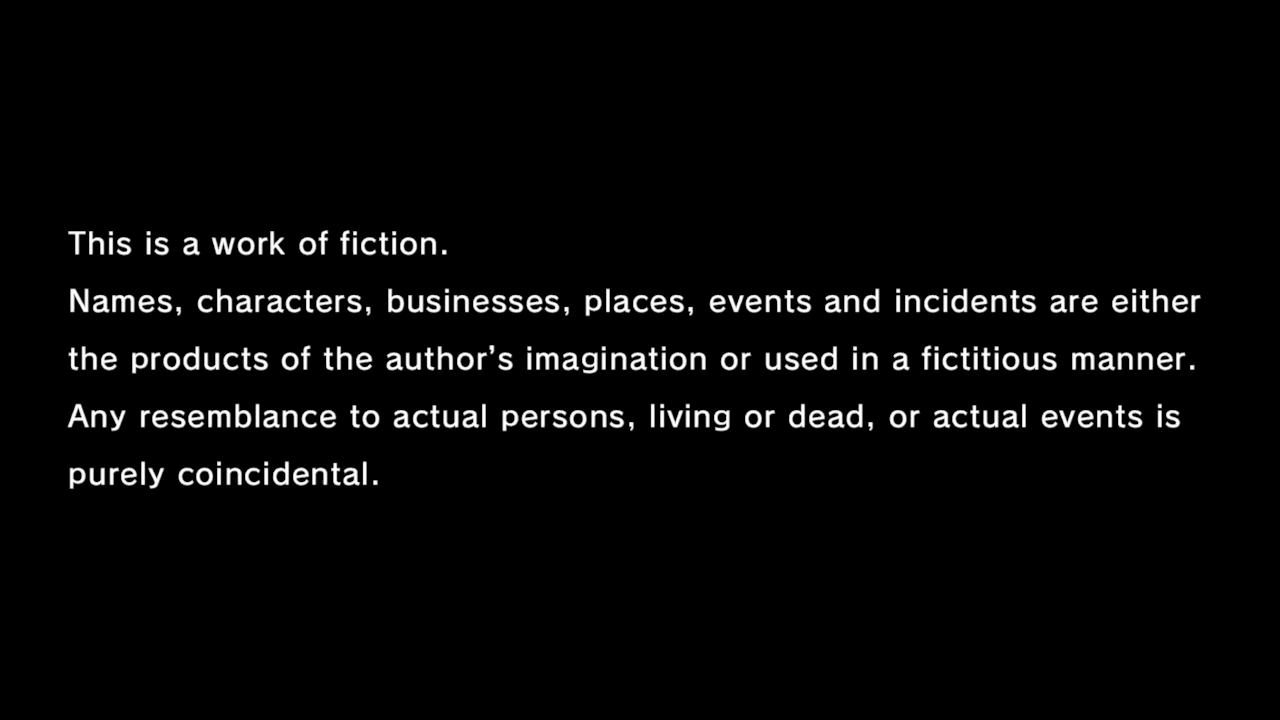 This is a work of fiction.
Names, characters, businesses, places, events and incidents are either
the products of the author’s imagination or used in a fictitious manner.
Any resemblance to actual persons, living or dead, or actual events is
purely coincidental.